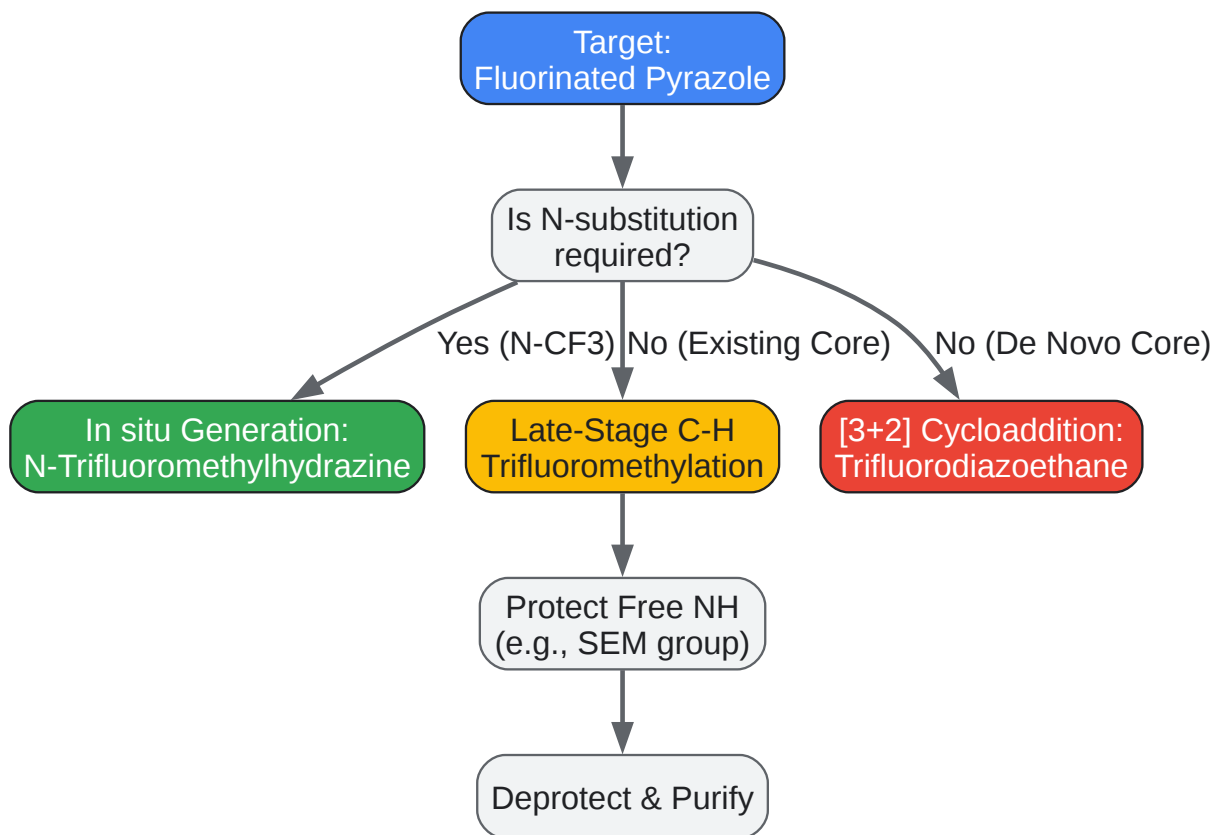 Target:
Fluorinated Pyrazole
Is N-substitution
required?
Yes (N-CF3)
No (Existing Core)
No (De Novo Core)
In situ Generation:
N-Trifluoromethylhydrazine
Late-Stage C-H
Trifluoromethylation
[3+2] Cycloaddition:
Trifluorodiazoethane
Protect Free NH
(e.g., SEM group)
Deprotect & Purify